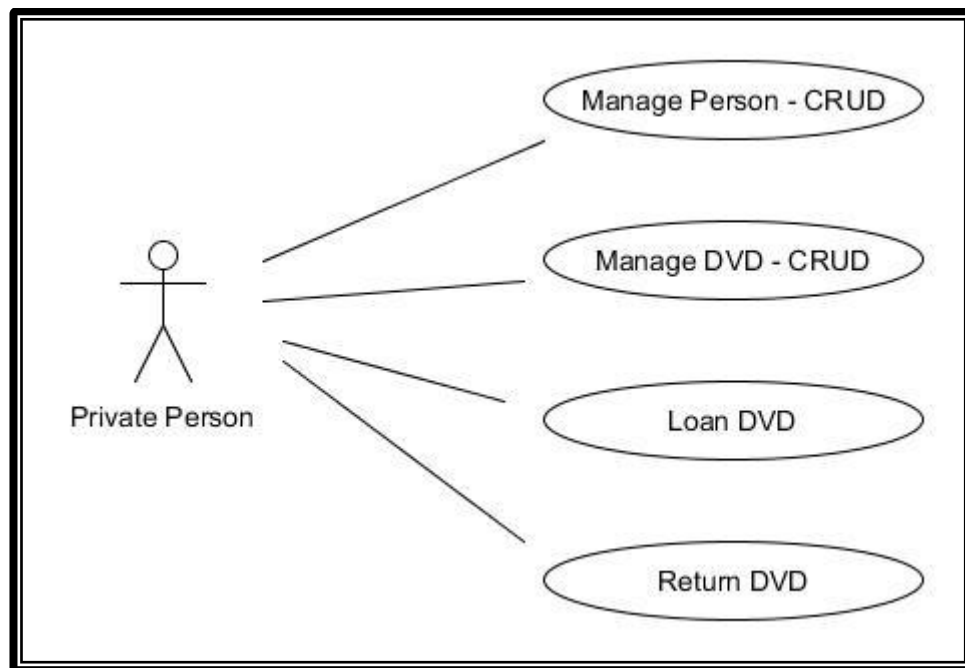 Manage Person - CRUD
Manage DVD - CRUD
Private Person
Loan DVD
Return DVD